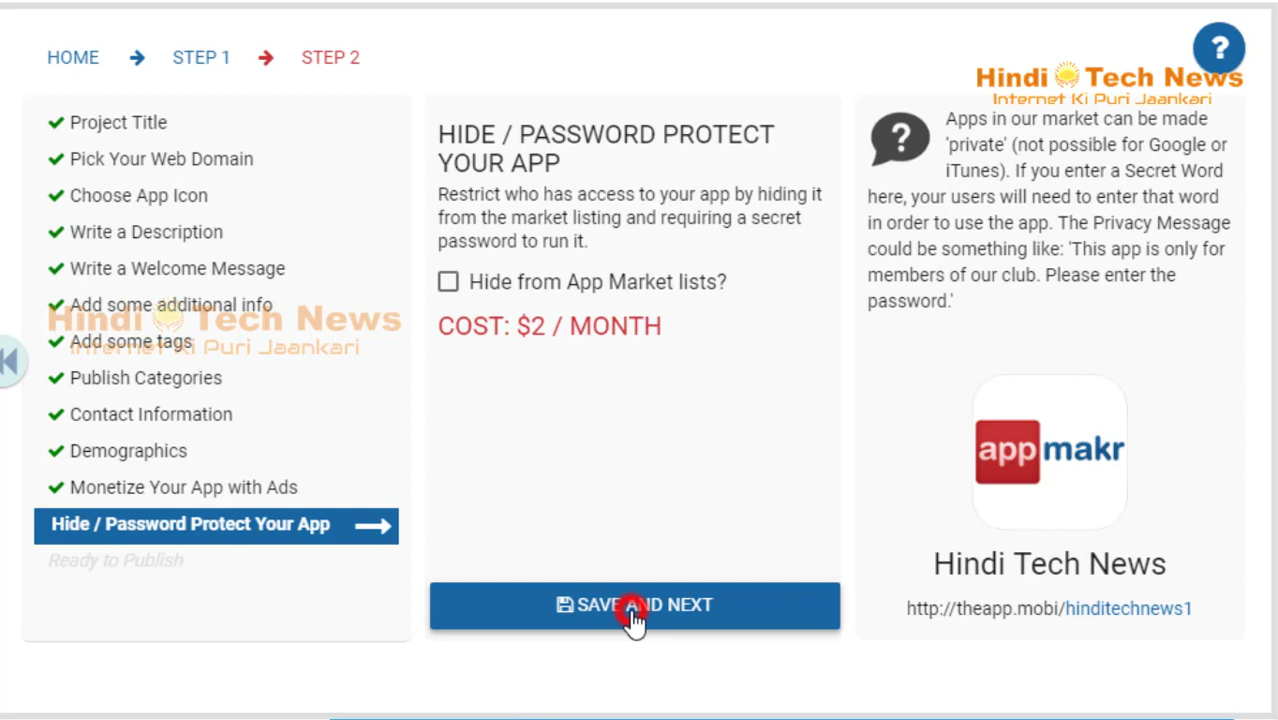 HOME → STEP 1 → STEP 2
?
Hindi Tech News
Internet Ki Puri Jaankari
Project Title
Pick Your Web Domain
Choose App Icon
Write a Description
Write a Welcome Message
Add some additional info
Hindi Tech News
Add some tags
Internet Ki Puri Jaankari
Publish Categories
Contact Information
Demographics
Monetize Your App with Ads
Hide / Password Protect Your App
Ready to Publish
HIDE / PASSWORD PROTECT
YOUR APP
Restrict who has access to your app by hiding it
from the market listing and requiring a secret
password to run it.
Hide from App Market lists?
COST: $2 / MONTH
SAVE AND NEXT
?
Apps in our market can be made
'private' (not possible for Google or
iTunes). If you enter a Secret Word
here, your users will need to enter that word
in order to use the app. The Privacy Message
could be something like: 'This app is only for
members of our club. Please enter the
password.'
appmakr
Hindi Tech News
http://theapp.mobi/hinditechnews1